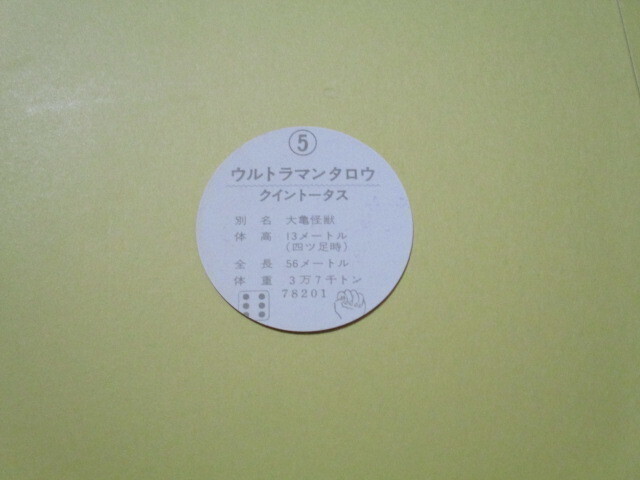 5
ウルトラマンタロウ
クイントータス
別 名 大亀怪獣
体 高 13メートル
(四ツ足時)
全 長 56メートル
体 重 3万7千トン
78201